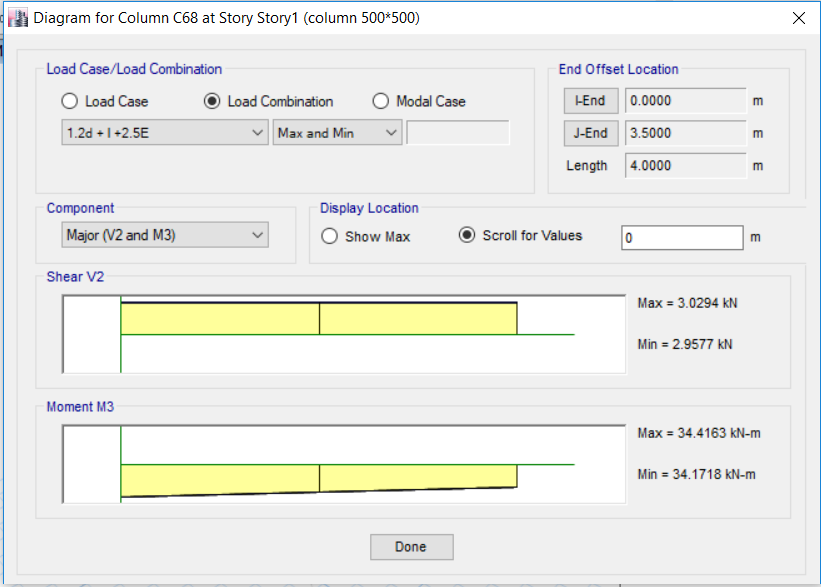 Diagram for Column C68 at Story Story1 (column 500*500)
Load Case/Load Combination
Load Case
Load Combination
Modal Case
1.2d + l +2.5E
Max and Min
End Offset Location
I-End
0.0000
m
J-End
3.5000
m
Length
4.0000
m
Component
Major (V2 and M3)
Display Location
Show Max
Scroll for Values
0
m
Shear V2
Max = 3.0294 kN
Min = 2.9577 kN
Moment M3
Max = 34.4163 kN-m
Min = 34.1718 kN-m
Done